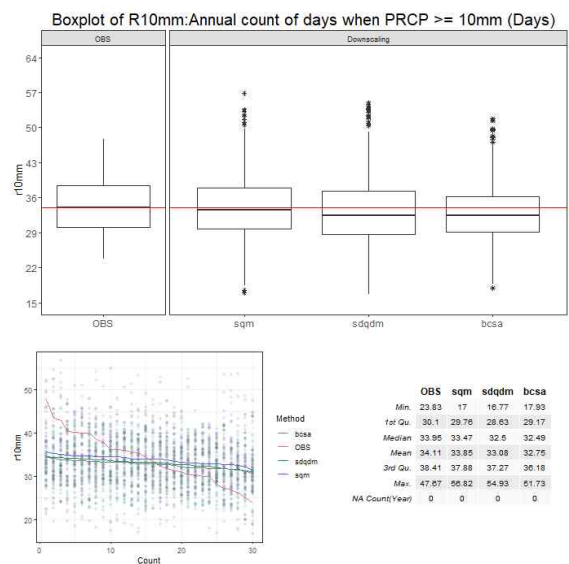 Boxplot of R10mm:Annual count of days when PRCP >= 10mm (Days)
OBS
Downscaling
r10mm
64
57
50
43
36
29
22
15
OBS
sqm
sdqdm
bcsa
r10mm
50
40
30
20
0
10
20
30
Count
Method
bcsa
OBS
sdqdm
sqm
OBS sqm sdqdm bcsa
Min. 23.83 17 16.77 17.93
1st Qu. 30.1 29.76 28.63 29.17
Median 33.95 33.47 32.5 32.49
Mean 34.11 33.85 33.08 32.75
3rd Qu. 38.41 37.88 37.27 36.18
Max. 47.67 56.82 54.93 51.73
NA Count(Year) 0 0 0 0